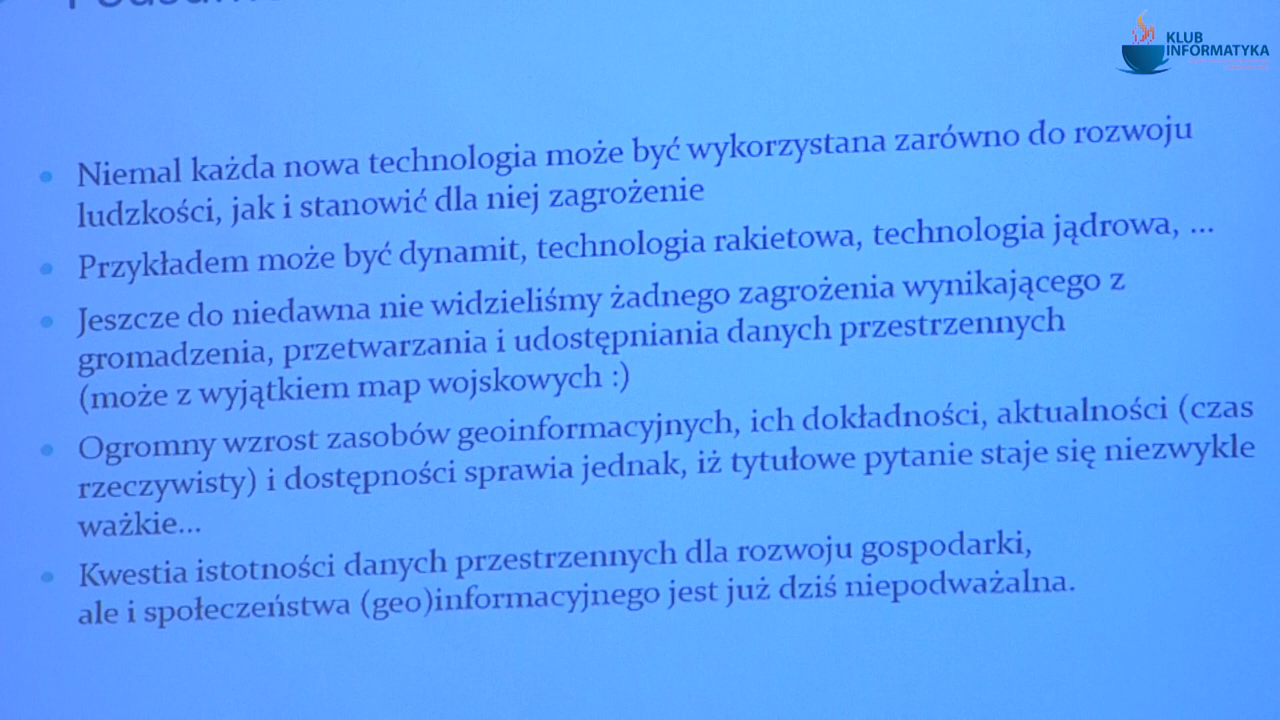 KLUB
INFORMATYKA
• Niemal każda nowa technologia może być wykorzystana zarówno do rozwoju
ludzkości, jak i stanowić dla niej zagrożenie
• Przykładem może być dynamit, technologia rakietowa, technologia jądrowa, ...
• Jeszcze do niedawna nie widzieliśmy żadnego zagrożenia wynikającego z
gromadzenia, przetwarzania i udostępniania danych przestrzennych
(może z wyjątkiem map wojskowych :)
• Ogromny wzrost zasobów geoinformacyjnych, ich dokładności, aktualności (czas
rzeczywisty) i dostępności sprawia jednak, iż tytułowe pytanie staje się niezwykle
ważkie...
• Kwestia istotności danych przestrzennych dla rozwoju gospodarki,
ale i społeczeństwa (geo)informacyjnego jest już dziś niepodważalna.